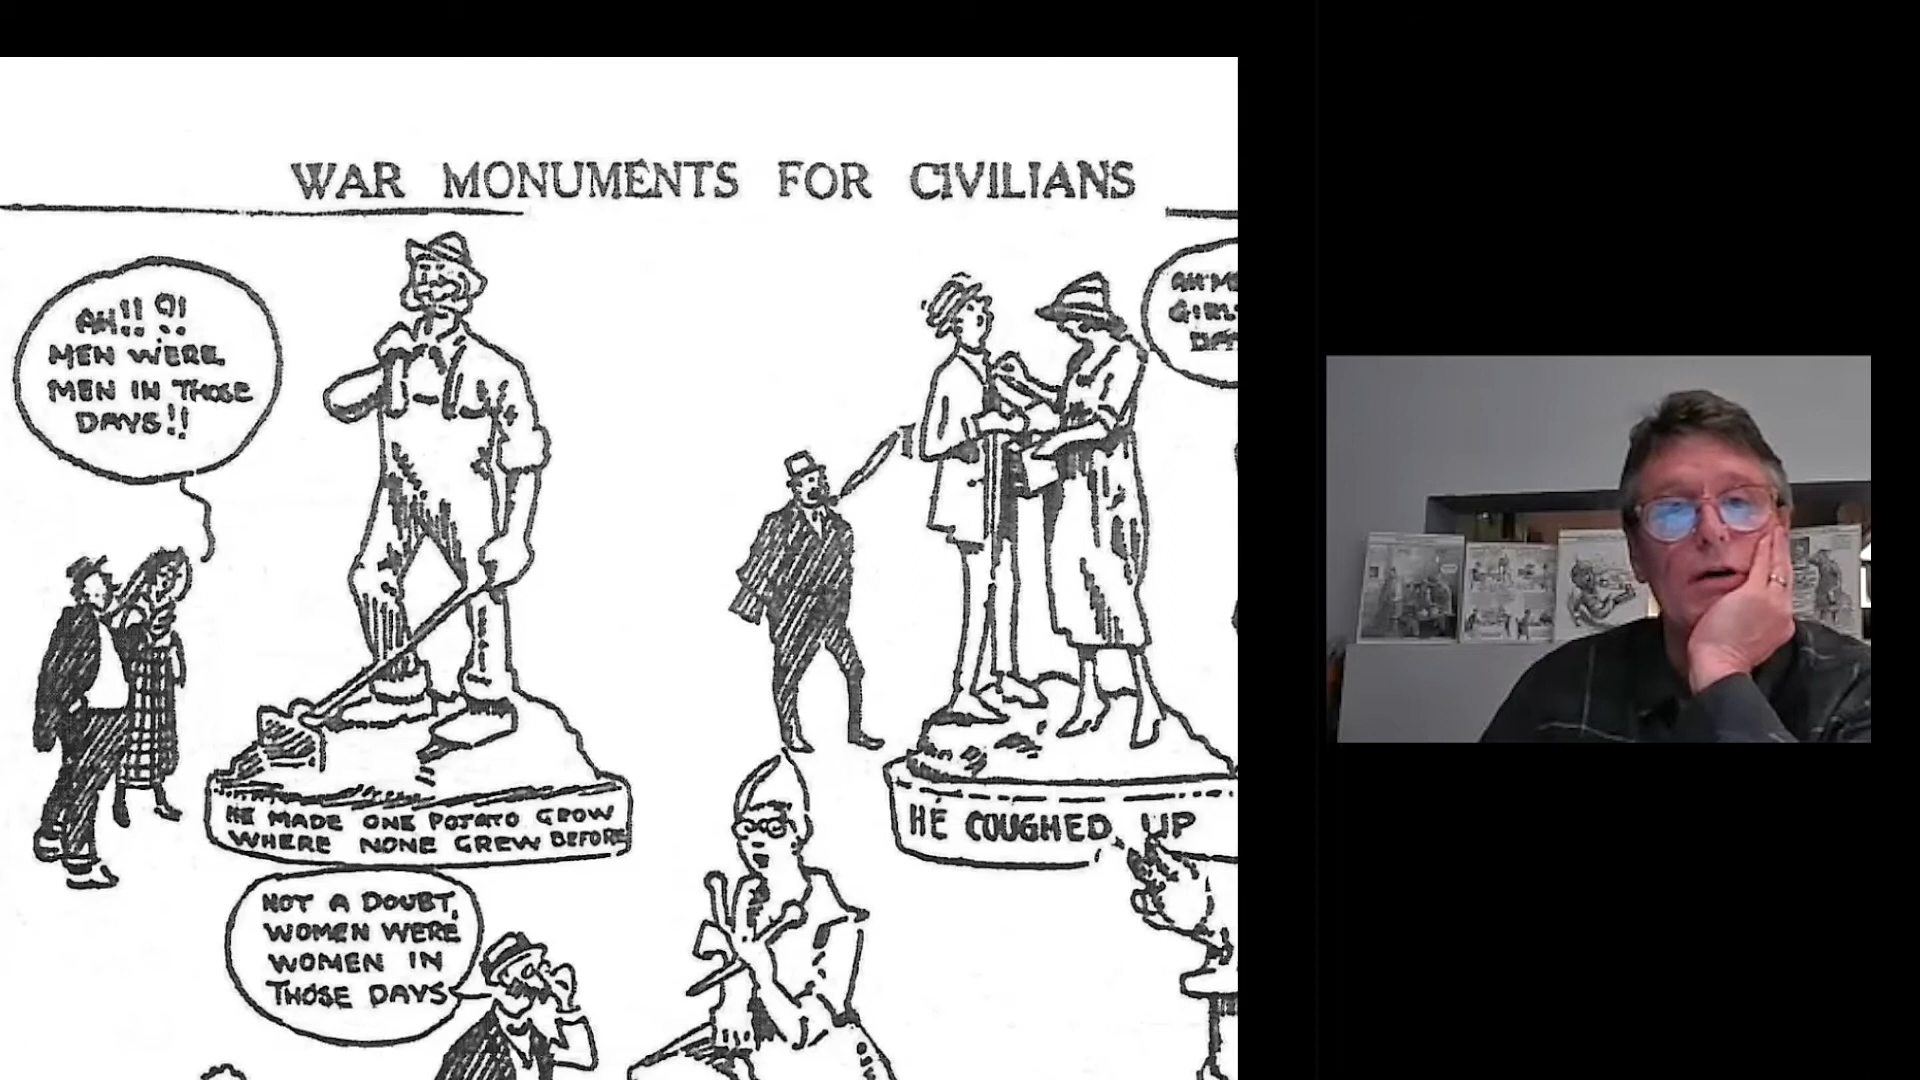 WAR MONUMENTS FOR CIVILIANS
AH!! ?!
MEN WERE
MEN IN THOSE
DAYS!!
HE MADE ONE POTATO GROW
WHERE NONE GREW BEFORE
HE COUGHED UP
NOT A DOUBT,
WOMEN WERE
WOMEN IN
THOSE DAYS